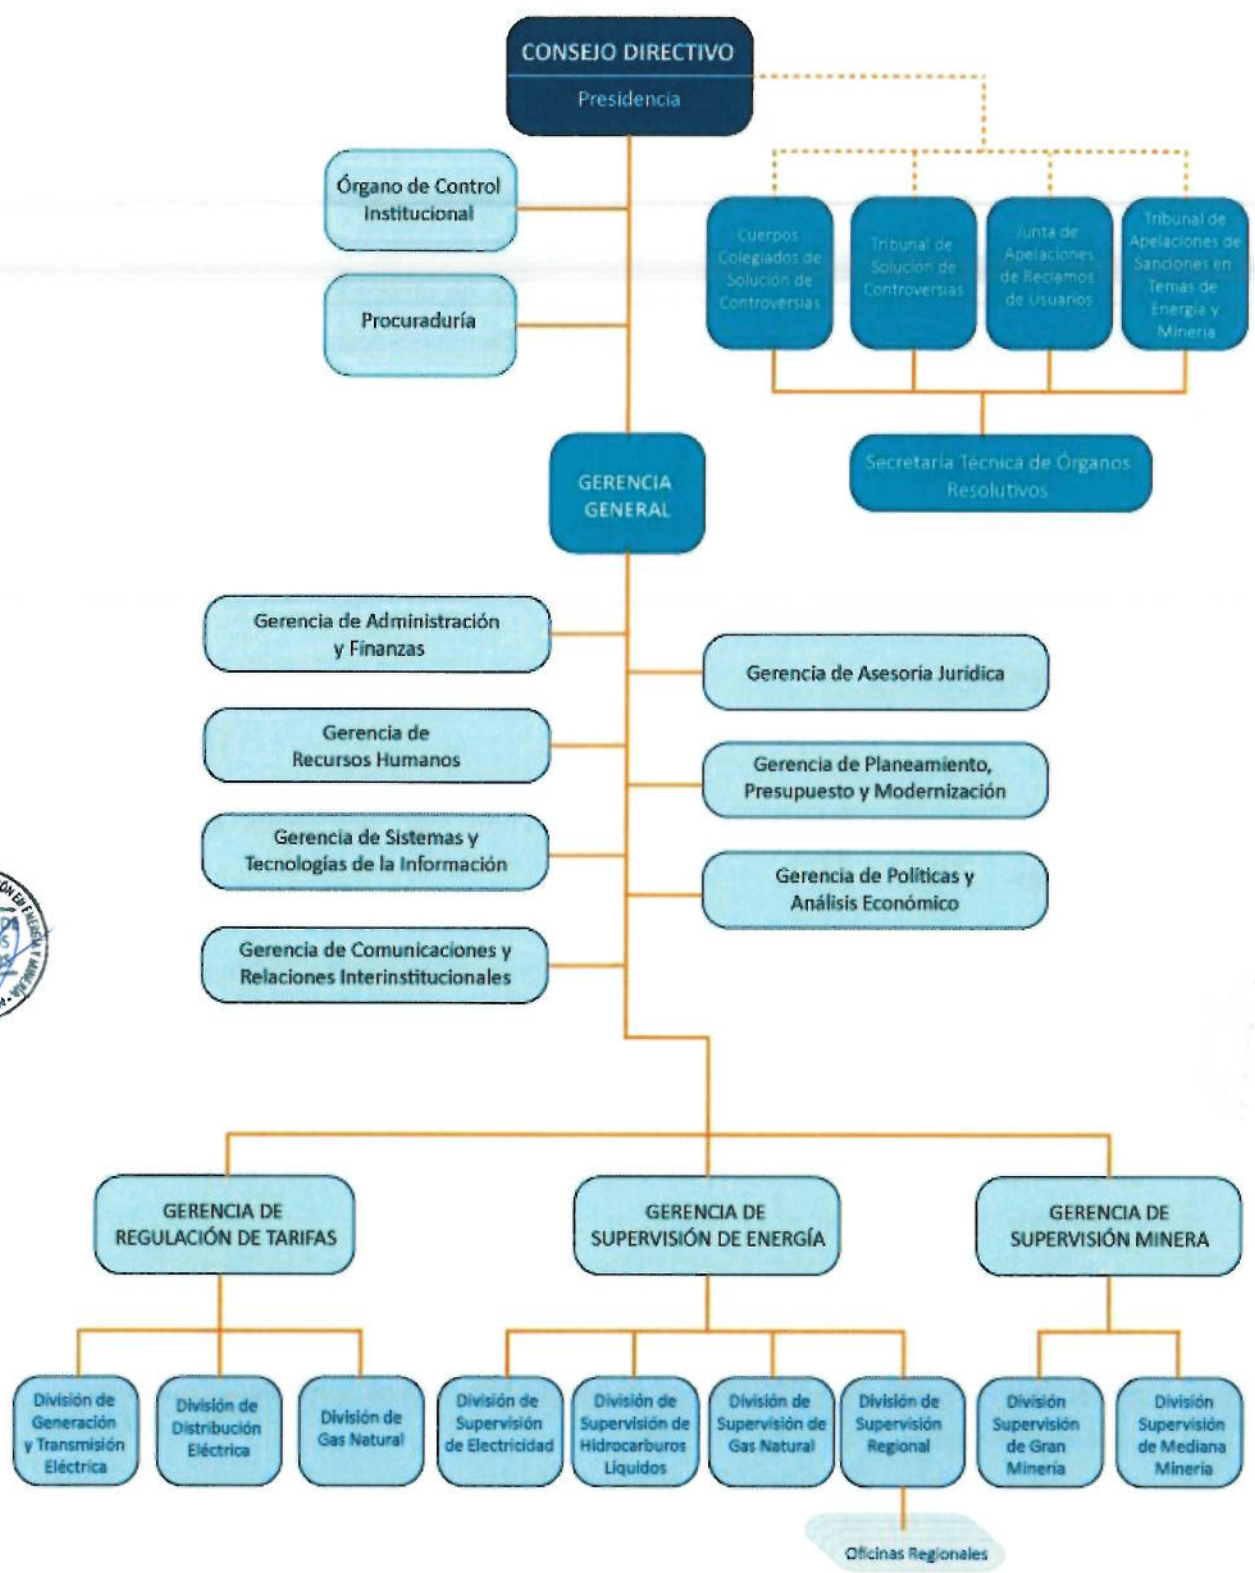 CONSEJO DIRECTIVO
Presidencia
Órgano de Control
Institucional
Procuraduría
Cuerpos
Colegiados de
Solución de
Controversias
Tribunal de
Solución de
Controversias
Junta de
Apelaciones
de Reclamos
de Usuarios
Tribunal de
Apelaciones de
Sanciones en
Temas de
Energía y
Minería
Secretaría Técnica de Órganos
Resolutivos
GERENCIA
GENERAL
Gerencia de Administración
y Finanzas
Gerencia de Asesoría Jurídica
Gerencia de
Recursos Humanos
Gerencia de Planeamiento,
Presupuesto y Modernización
Gerencia de Sistemas y
Tecnologías de la Información
Gerencia de Políticas y
Análisis Económico
Gerencia de Comunicaciones y
Relaciones Interinstitucionales
EN ENERGÍA Y MINERÍA
GERENCIA DE
REGULACIÓN DE TARIFAS
GERENCIA DE
SUPERVISIÓN DE ENERGÍA
GERENCIA DE
SUPERVISIÓN MINERA
División de
Generación
y Transmisión
Eléctrica
División de
Distribución
Eléctrica
División de
Gas Natural
División de
Supervisión
de Electricidad
División de
Supervisión de
Hidrocarburos
Líquidos
División de
Supervisión de
Gas Natural
División de
Supervisión
Regional
División
Supervisión
de Gran
Minería
División
Supervisión
de Mediana
Minería
Oficinas Regionales